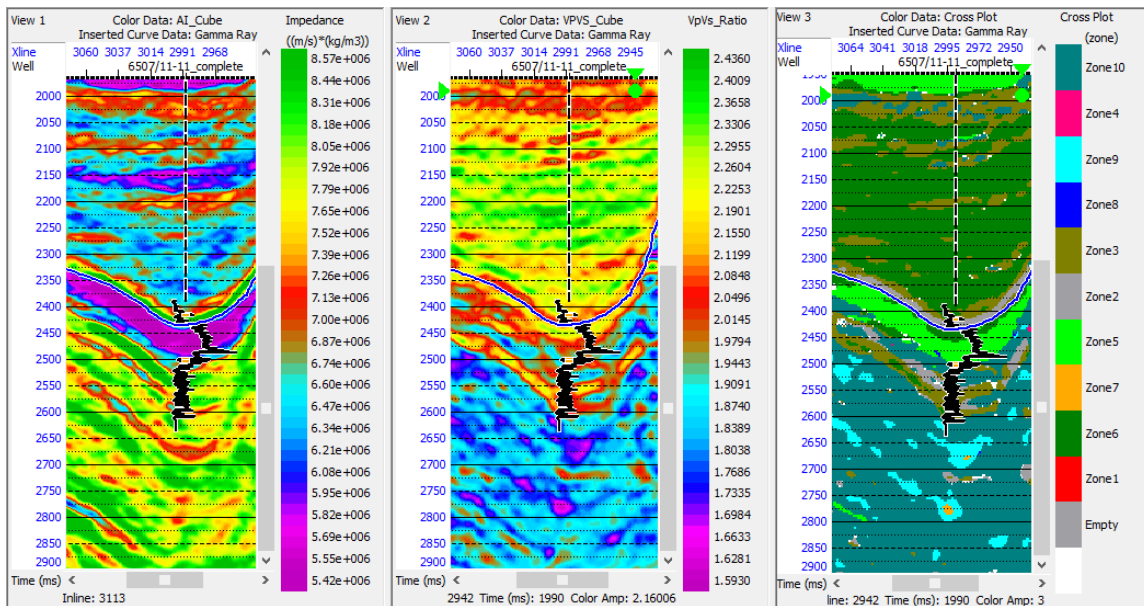 View 1
Color Data: AI_Cube
Inserted Curve Data: Gamma Ray
Xline 3060 3037 3014 2991 2968
Well 6507/11-11_complete
2000
2050
2100
2150
2200
2250
2300
2350
2400
2450
2500
2550
2600
2650
2700
2750
2800
2850
2900
Time (ms)
Inline: 3113
Impedance
((m/s)*(kg/m3))
8.57e+006
8.44e+006
8.31e+006
8.18e+006
8.05e+006
7.92e+006
7.79e+006
7.65e+006
7.52e+006
7.39e+006
7.26e+006
7.13e+006
7.00e+006
6.87e+006
6.74e+006
6.60e+006
6.47e+006
6.34e+006
6.21e+006
6.08e+006
5.95e+006
5.82e+006
5.69e+006
5.55e+006
5.42e+006
View 2
Color Data: VPVS_Cube
Inserted Curve Data: Gamma Ray
Xline 3060 3037 3014 2991 2968 2945
Well 6507/11-11_complete
2000
2050
2100
2150
2200
2250
2300
2350
2400
2450
2500
2550
2600
2650
2700
2750
2800
2850
2900
Time (ms)
2942 Time (ms): 1990 Color Amp: 2.16006
VpVs_Ratio
2.4360
2.4009
2.3658
2.3306
2.2955
2.2604
2.2253
2.1901
2.1550
2.1199
2.0848
2.0496
2.0145
1.9794
1.9443
1.9091
1.8740
1.8389
1.8038
1.7686
1.7335
1.6984
1.6633
1.6281
1.5930
View 3
Color Data: Cross Plot
Inserted Curve Data: Gamma Ray
Xline 3064 3041 3018 2995 2972 2950
Well 6507/11-11_complete
2000
2050
2100
2150
2200
2250
2300
2350
2400
2450
2500
2550
2600
2650
2700
2750
2800
2850
2900
Time (ms)
line: 2942 Time (ms): 1990 Color Amp: 3
Cross Plot
(zone)
Zone10
Zone4
Zone9
Zone8
Zone3
Zone2
Zone5
Zone7
Zone6
Zone1
Empty